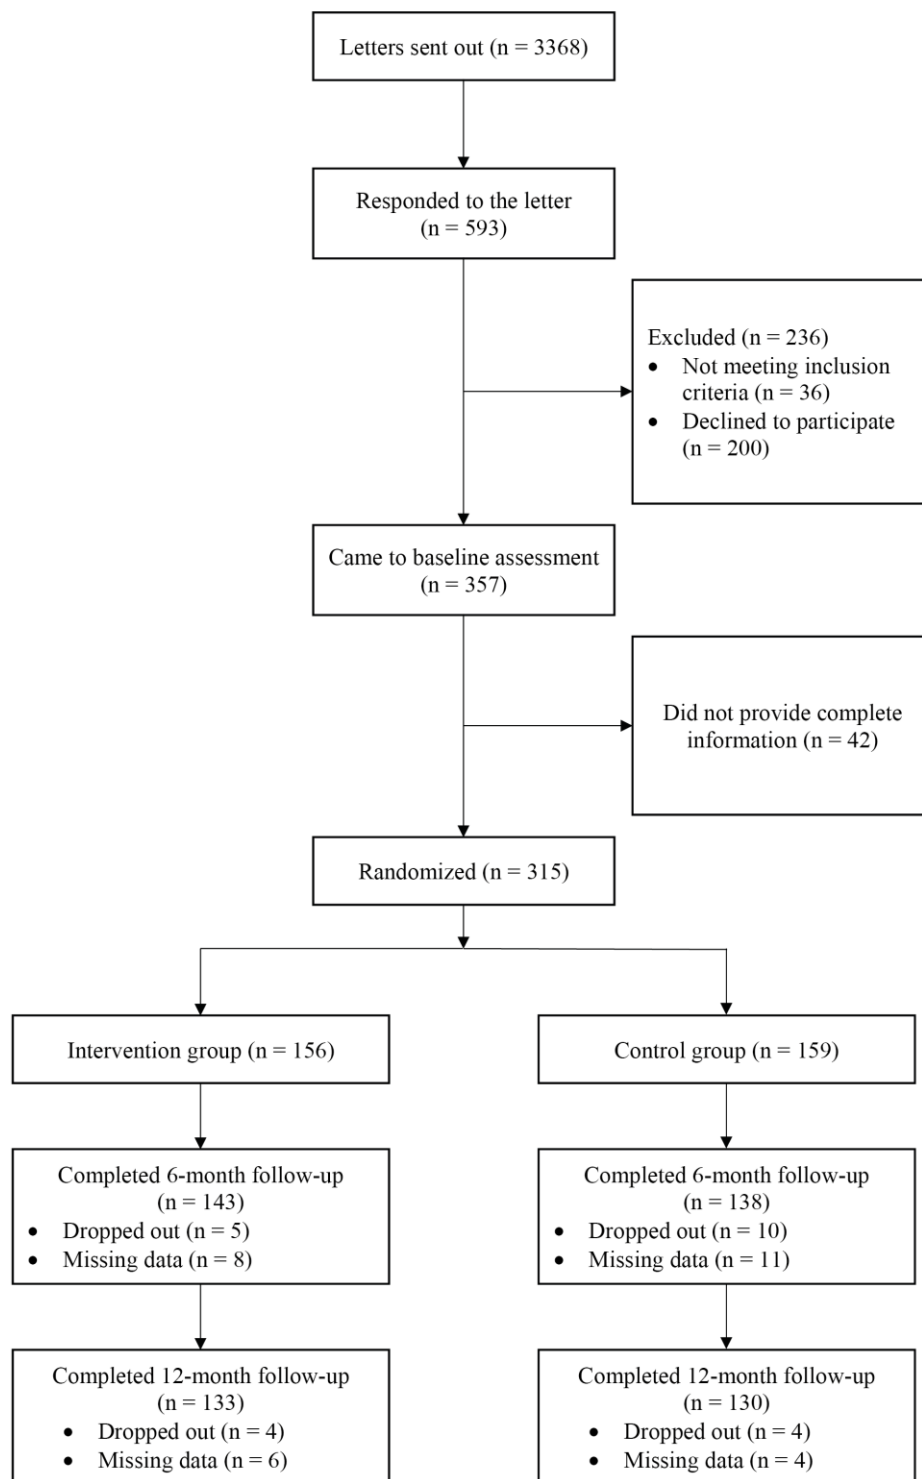 Letters sent out (n = 3368)
Responded to the letter
(n = 593)
Excluded (n = 236)
• Not meeting inclusion
criteria (n = 36)
• Declined to participate
(n = 200)
Came to baseline assessment
(n = 357)
Did not provide complete
information (n = 42)
Randomized (n = 315)
Intervention group (n = 156)
Control group (n = 159)
Completed 6-month follow-up
(n = 143)
• Dropped out (n = 5)
• Missing data (n = 8)
Completed 6-month follow-up
(n = 138)
• Dropped out (n = 10)
• Missing data (n = 11)
Completed 12-month follow-up
(n = 133)
• Dropped out (n = 4)
• Missing data (n = 6)
Completed 12-month follow-up
(n = 130)
• Dropped out (n = 4)
• Missing data (n = 4)